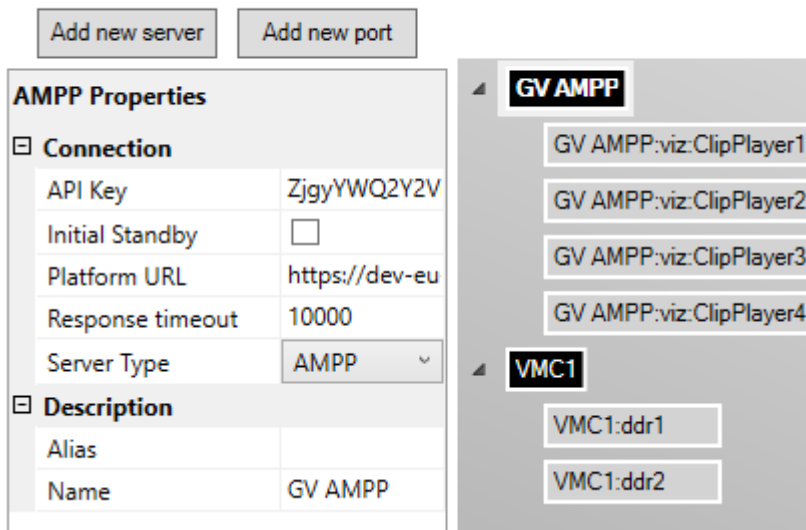 Add new server
Add new port
AMPP Properties
Connection
API Key ZjgyYWQ2Y2V
Initial Standby
Platform URL https://dev-eu
Response timeout 10000
Server Type AMPP
Description
Alias
Name GV AMPP
GV AMPP
GV AMPP:viz:ClipPlayer1
GV AMPP:viz:ClipPlayer2
GV AMPP:viz:ClipPlayer3
GV AMPP:viz:ClipPlayer4
VMC1
VMC1:ddr1
VMC1:ddr2